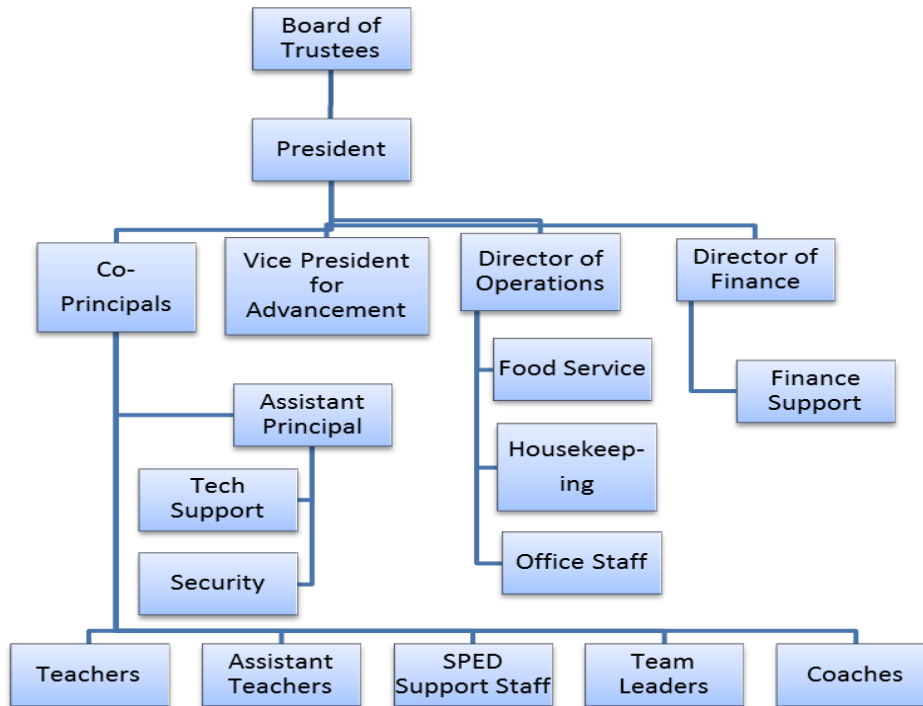 Board of
Trustees
President
Co-
Principals
Vice President
for
Advancement
Director of
Operations
Director of
Finance
Food Service
Finance
Support
Assistant
Principal
Housekeep-
ing
Tech
Support
Office Staff
Security
Teachers
Assistant
Teachers
SPED
Support Staff
Team
Leaders
Coaches